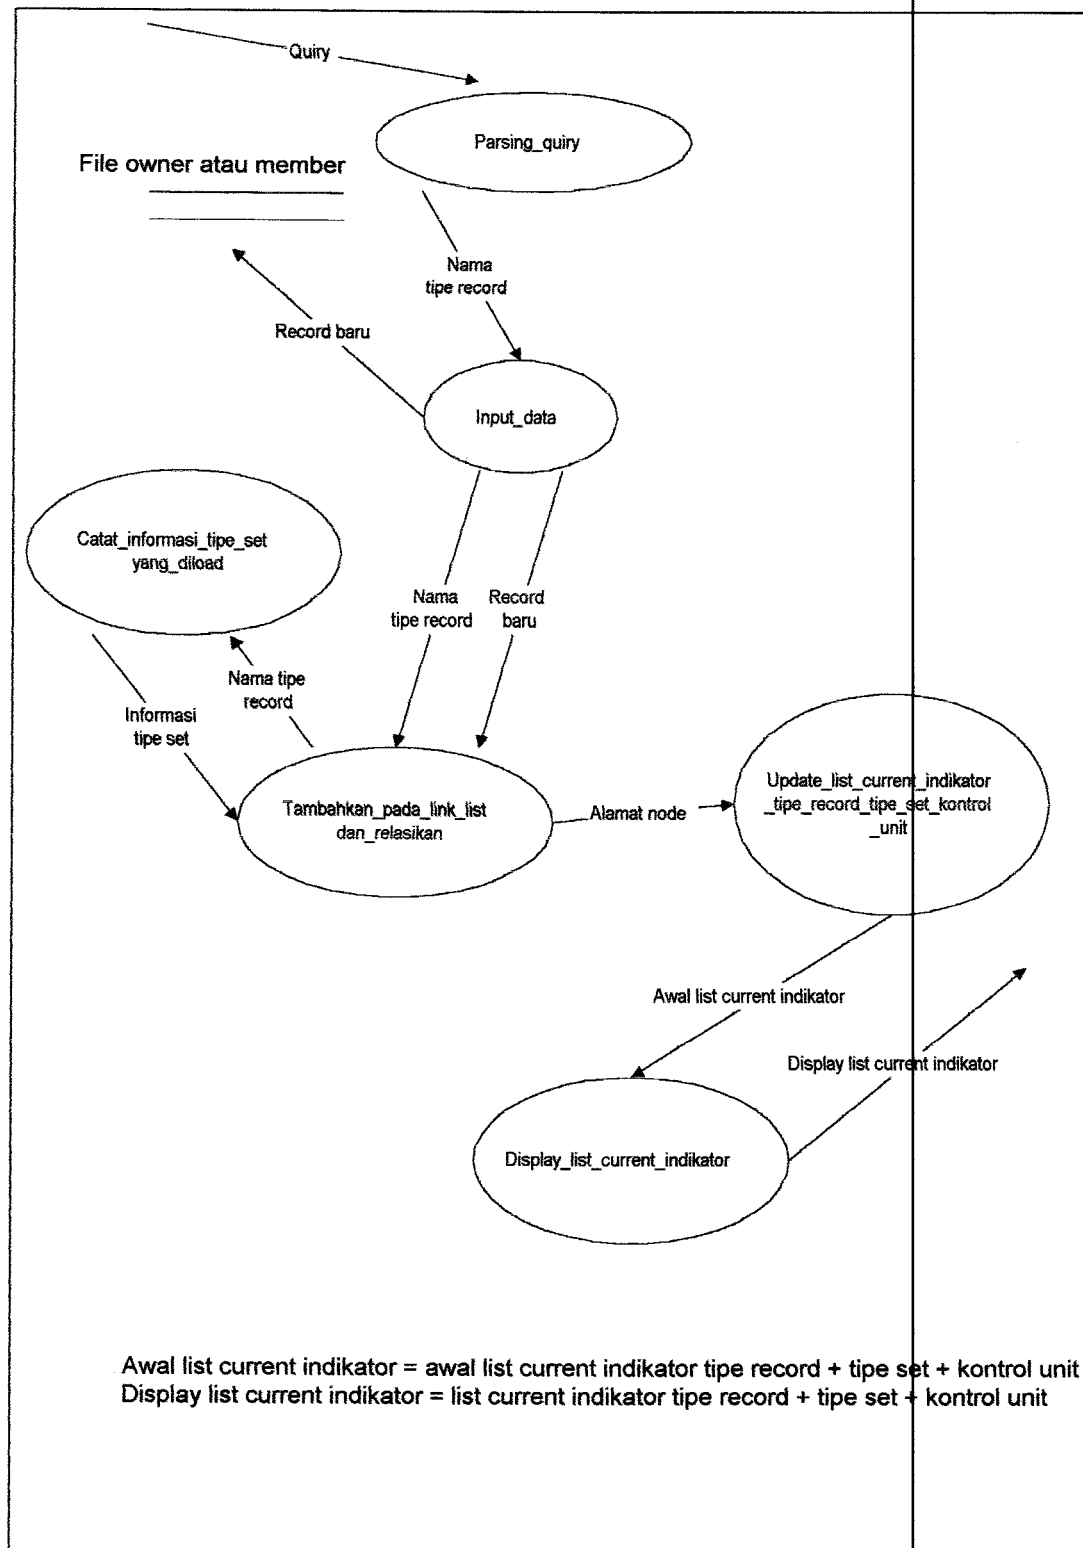 Quiry
Parsing_quiry
File owner atau member
Nama
tipe record
Record baru
Input_data
Catat_informasi_tipe_set
yang_diload
Nama
tipe record
Record
baru
Nama tipe
record
Informasi
tipe set
Tambahkan_pada_link_list
dan_relasikan
Alamat node
Update_list_current_indikator
_tipe_record_tipe_set_kontrol
_unit
Awal list current indikator
Display list current indikator
Display_list_current_indikator
Awal list current indikator = awal list current indikator tipe record + tipe set + kontrol unit
Display list current indikator = list current indikator tipe record + tipe set + kontrol unit